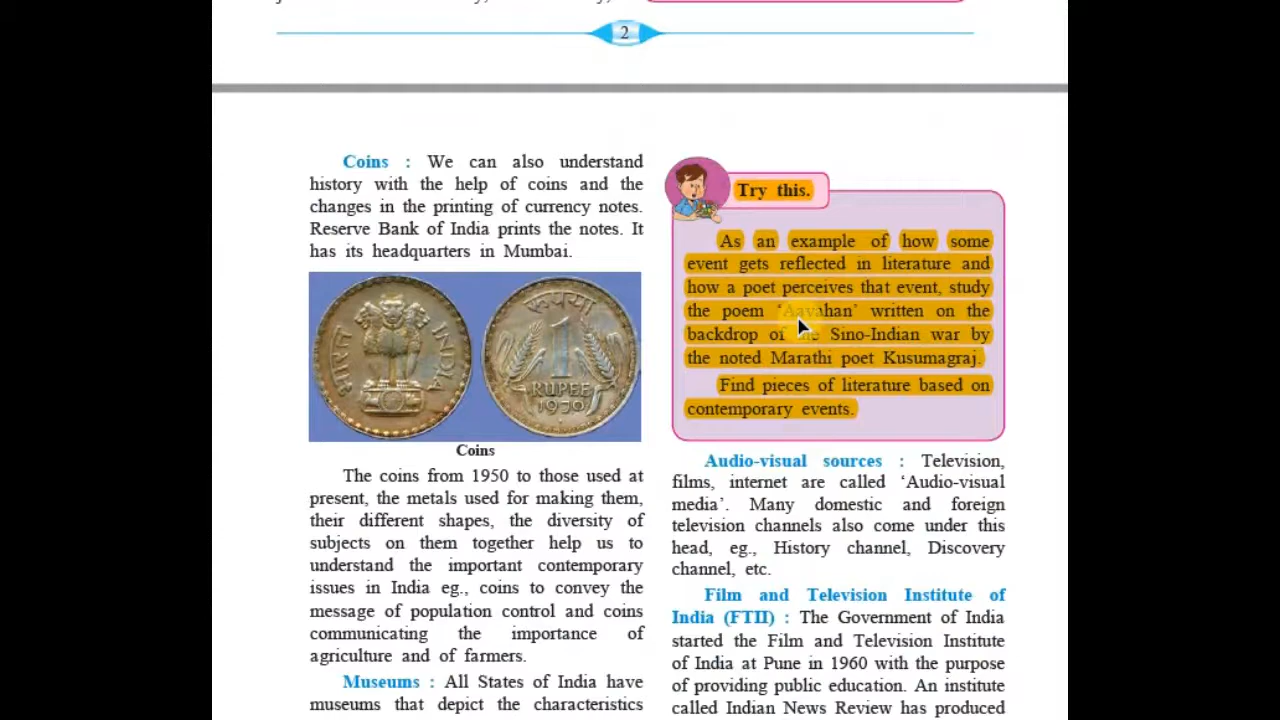 2
Coins : We can also understand
history with the help of coins and the
changes in the printing of currency notes.
Reserve Bank of India prints the notes. It
has its headquarters in Mumbai.
भारत
INDIA
रूपया
1
RUPEE
1970
Coins
The coins from 1950 to those used at
present, the metals used for making them,
their different shapes, the diversity of
subjects on them together help us to
understand the important contemporary
issues in India eg., coins to convey the
message of population control and coins
communicating the importance of
agriculture and of farmers.
Museums : All States of India have
museums that depict the characteristics
Try this.
As an example of how some
event gets reflected in literature and
how a poet perceives that event, study
the poem ‘Aavahan’ written on the
backdrop of the Sino-Indian war by
the noted Marathi poet Kusumagraj.
Find pieces of literature based on
contemporary events.
Audio-visual sources : Television,
films, internet are called ‘Audio-visual
media’. Many domestic and foreign
television channels also come under this
head, eg., History channel, Discovery
channel, etc.
Film and Television Institute of
India (FTII) : The Government of India
started the Film and Television Institute
of India at Pune in 1960 with the purpose
of providing public education. An institute
called Indian News Review has produced